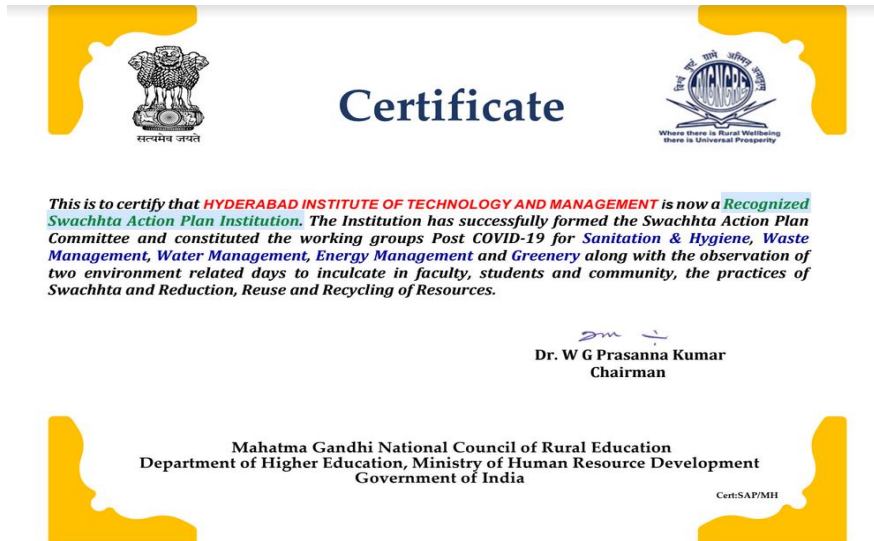 सत्यमेव जयते
Certificate
विश्वं पुष्टं ग्रामे अस्मिन् अनातुरम्
MGNCRE
Where there is Rural Wellbeing
there is Universal Prosperity
This is to certify that HYDERABAD INSTITUTE OF TECHNOLOGY AND MANAGEMENT is now a Recognized
Swachhta Action Plan Institution. The Institution has successfully formed the Swachhta Action Plan
Committee and constituted the working groups Post COVID-19 for Sanitation & Hygiene, Waste
Management, Water Management, Energy Management and Greenery along with the observation of
two environment related days to inculcate in faculty, students and community, the practices of
Swachhta and Reduction, Reuse and Recycling of Resources.
Dr. W G Prasanna Kumar
Chairman
Mahatma Gandhi National Council of Rural Education
Department of Higher Education, Ministry of Human Resource Development
Government of India
Cert:SAP/MH